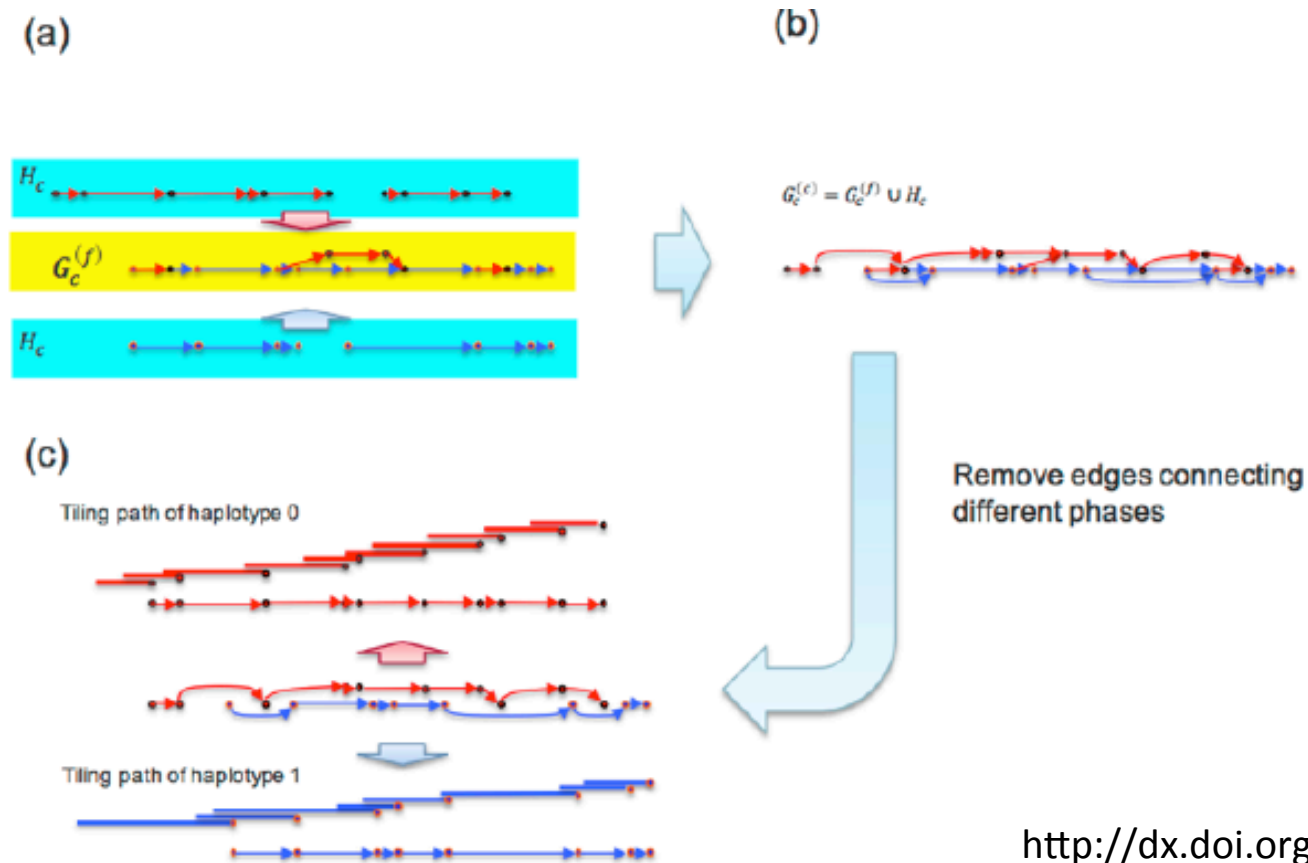 (a)
(b)
H_c
G_c^{(f)}
H_c
G_c^{(c)} = G_c^{(f)} ∪ H_c
(c)
Tiling path of haplotype 0
Remove edges connecting
different phases
Tiling path of haplotype 1
http://dx.doi.org